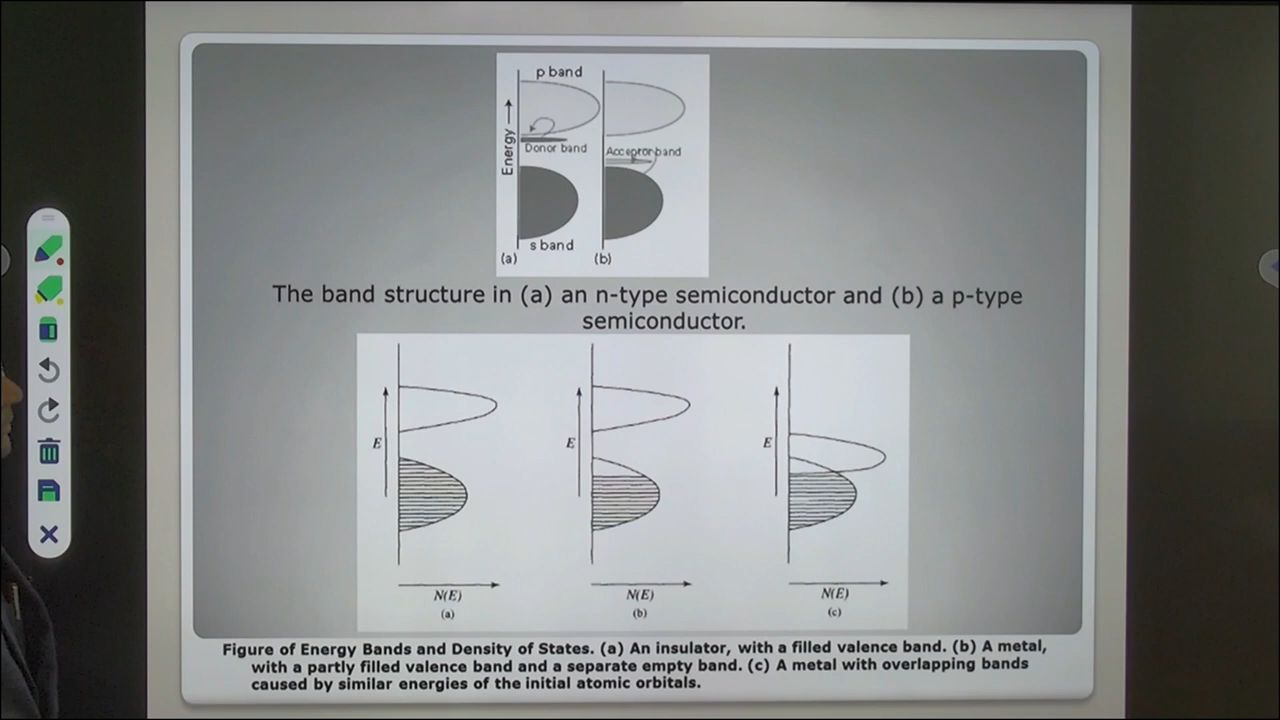 p band
Energy
Donor band
Acceptor band
s band
(a)
(b)
The band structure in (a) an n-type semiconductor and (b) a p-type
semiconductor.
E
E
E
N(E)
N(E)
N(E)
(a)
(b)
(c)
Figure of Energy Bands and Density of States. (a) An insulator, with a filled valence band. (b) A metal,
with a partly filled valence band and a separate empty band. (c) A metal with overlapping bands
caused by similar energies of the initial atomic orbitals.